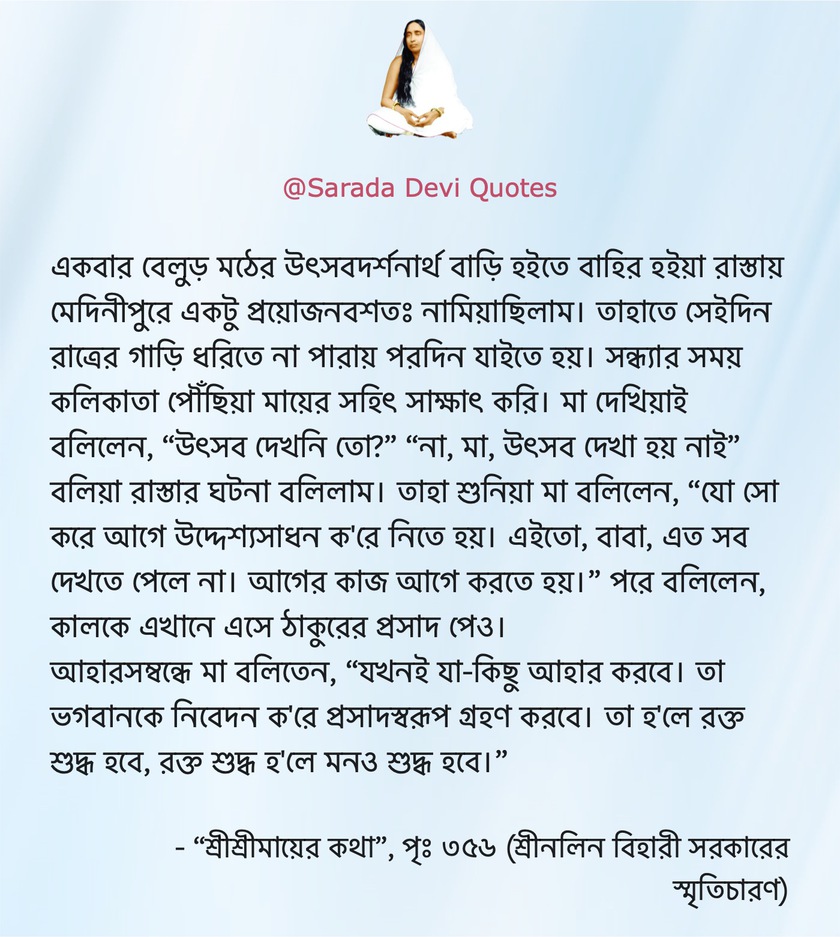 @Sarada Devi Quotes
একবার বেলুড় মঠের উৎসবদর্শনার্থ বাড়ি হইতে বাহির হইয়া রাস্তায়
মেদিনীপুরে একটু প্রয়োজনবশতঃ নামিয়াছিলাম। তাহাতে সেইদিন
রাত্রের গাড়ি ধরিতে না পারায় পরদিন যাইতে হয়। সন্ধ্যার সময়
কলিকাতা পৌঁছিয়া মায়ের সহিৎ সাক্ষাৎ করি। মা দেখিয়াই
বলিলেন, “উৎসব দেখনি তো?” “না, মা, উৎসব দেখা হয় নাই”
বলিয়া রাস্তার ঘটনা বলিলাম। তাহা শুনিয়া মা বলিলেন, “যো সো
করে আগে উদ্দেশ্যসাধন ক'রে নিতে হয়। এইতো, বাবা, এত সব
দেখতে পেলে না। আগের কাজ আগে করতে হয়।” পরে বলিলেন,
কালকে এখানে এসে ঠাকুরের প্রসাদ পেও।
আহারসম্বন্ধে মা বলিতেন, “যখনই যা-কিছু আহার করবে। তা
ভগবানকে নিবেদন ক'রে প্রসাদস্বরূপ গ্রহণ করবে। তা হ'লে রক্ত
শুদ্ধ হবে, রক্ত শুদ্ধ হ'লে মনও শুদ্ধ হবে।”
- “শ্রীশ্রীমায়ের কথা”, পৃঃ ৩৫৬ (শ্রীনলিন বিহারী সরকারের
স্মৃতিচারণ)